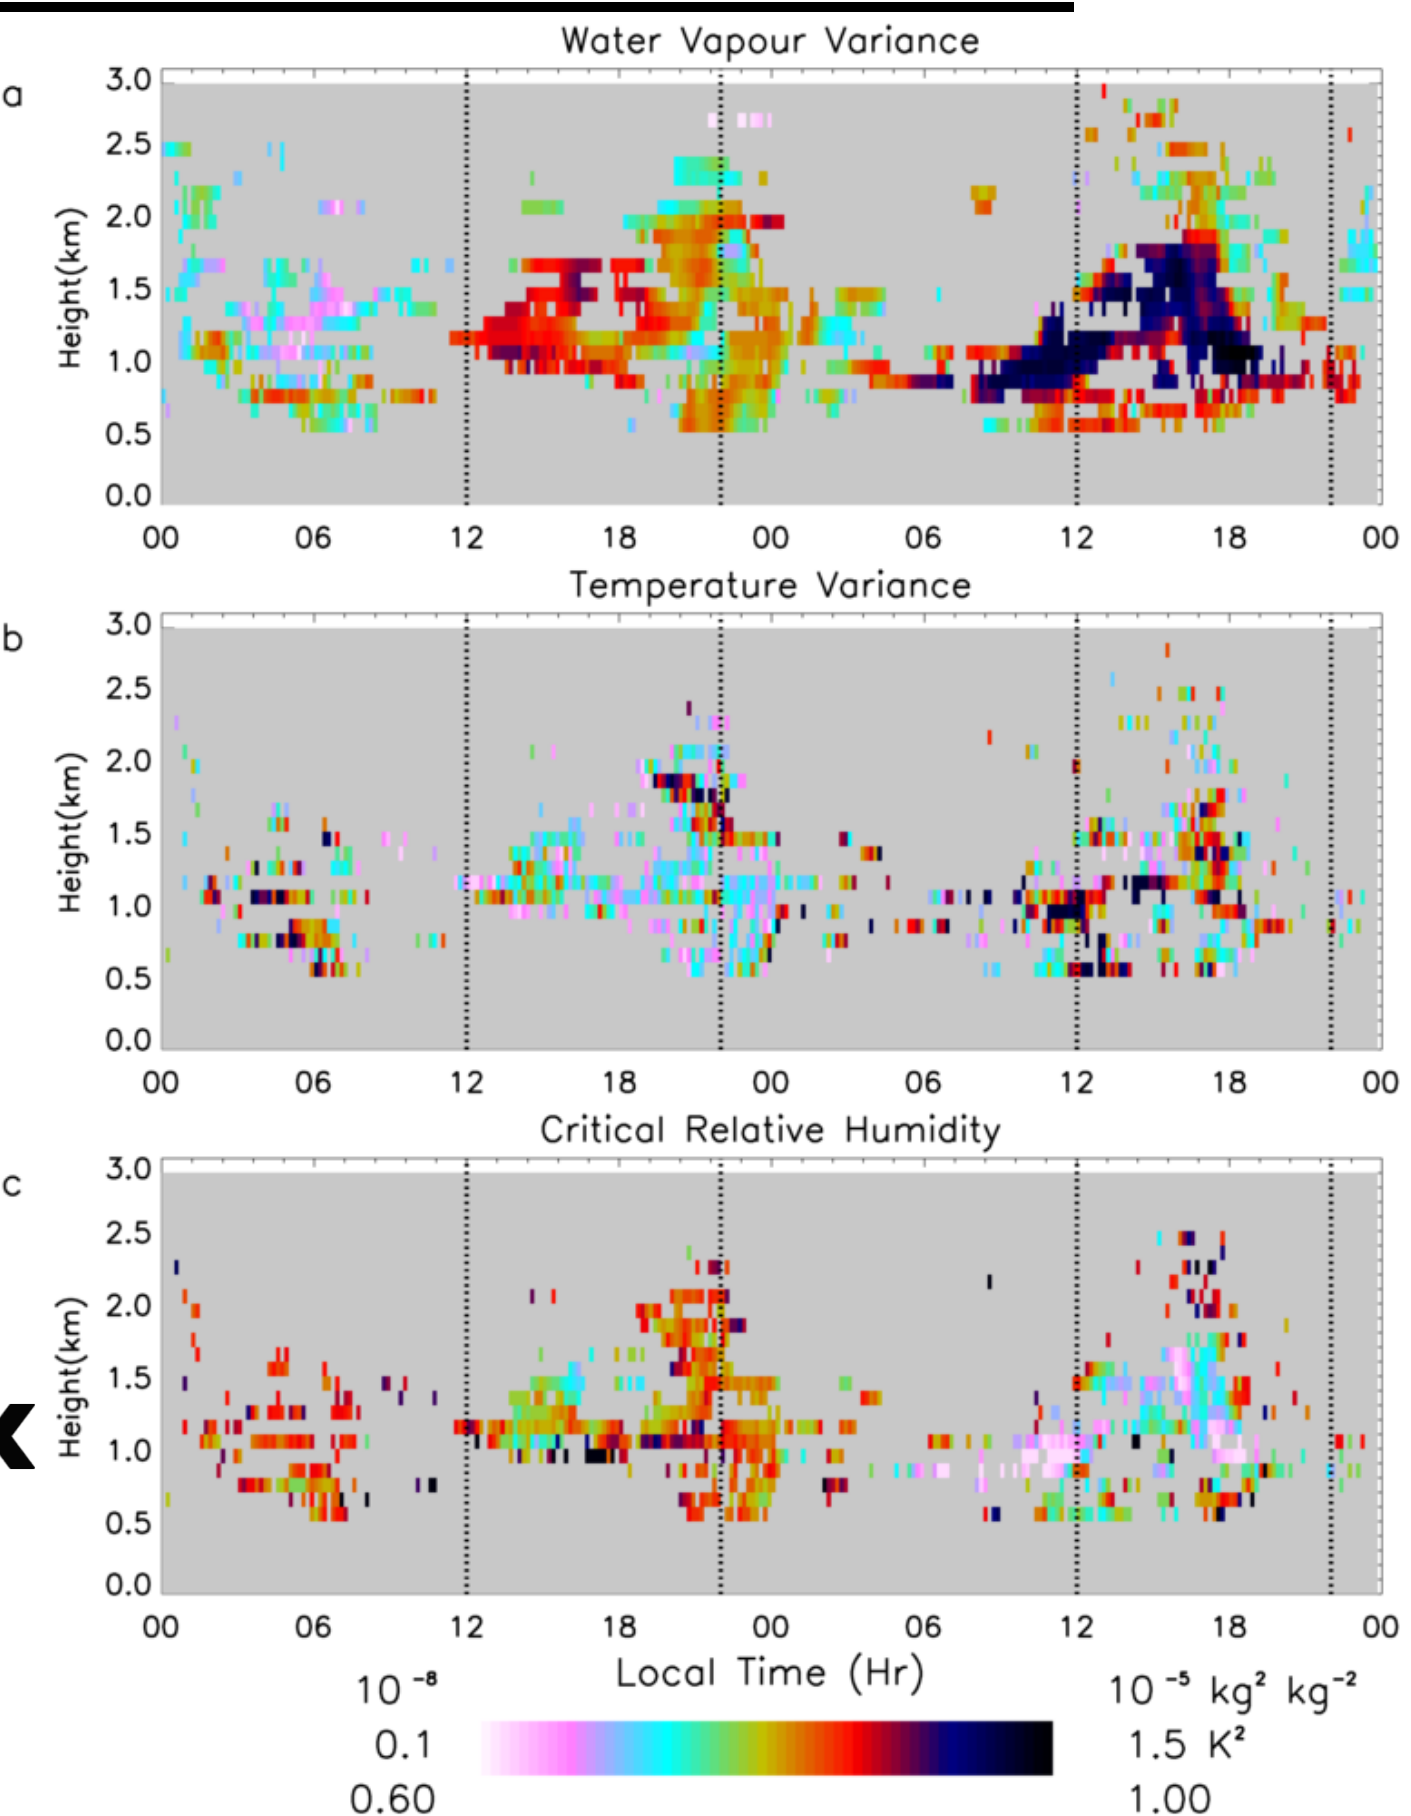 Water Vapour Variance
a
3.0
2.5
2.0
1.5
1.0
0.5
0.0
Height(km)
00 06 12 18 00 06 12 18 00
Temperature Variance
b
3.0
2.5
2.0
1.5
1.0
0.5
0.0
Height(km)
00 06 12 18 00 06 12 18 00
Critical Relative Humidity
c
3.0
2.5
2.0
1.5
1.0
0.5
0.0
Height(km)
00 06 12 18 00 06 12 18 00
Local Time (Hr)
10⁻⁸ 10⁻⁵ kg² kg⁻²
0.1 1.5 K²
0.60 1.00